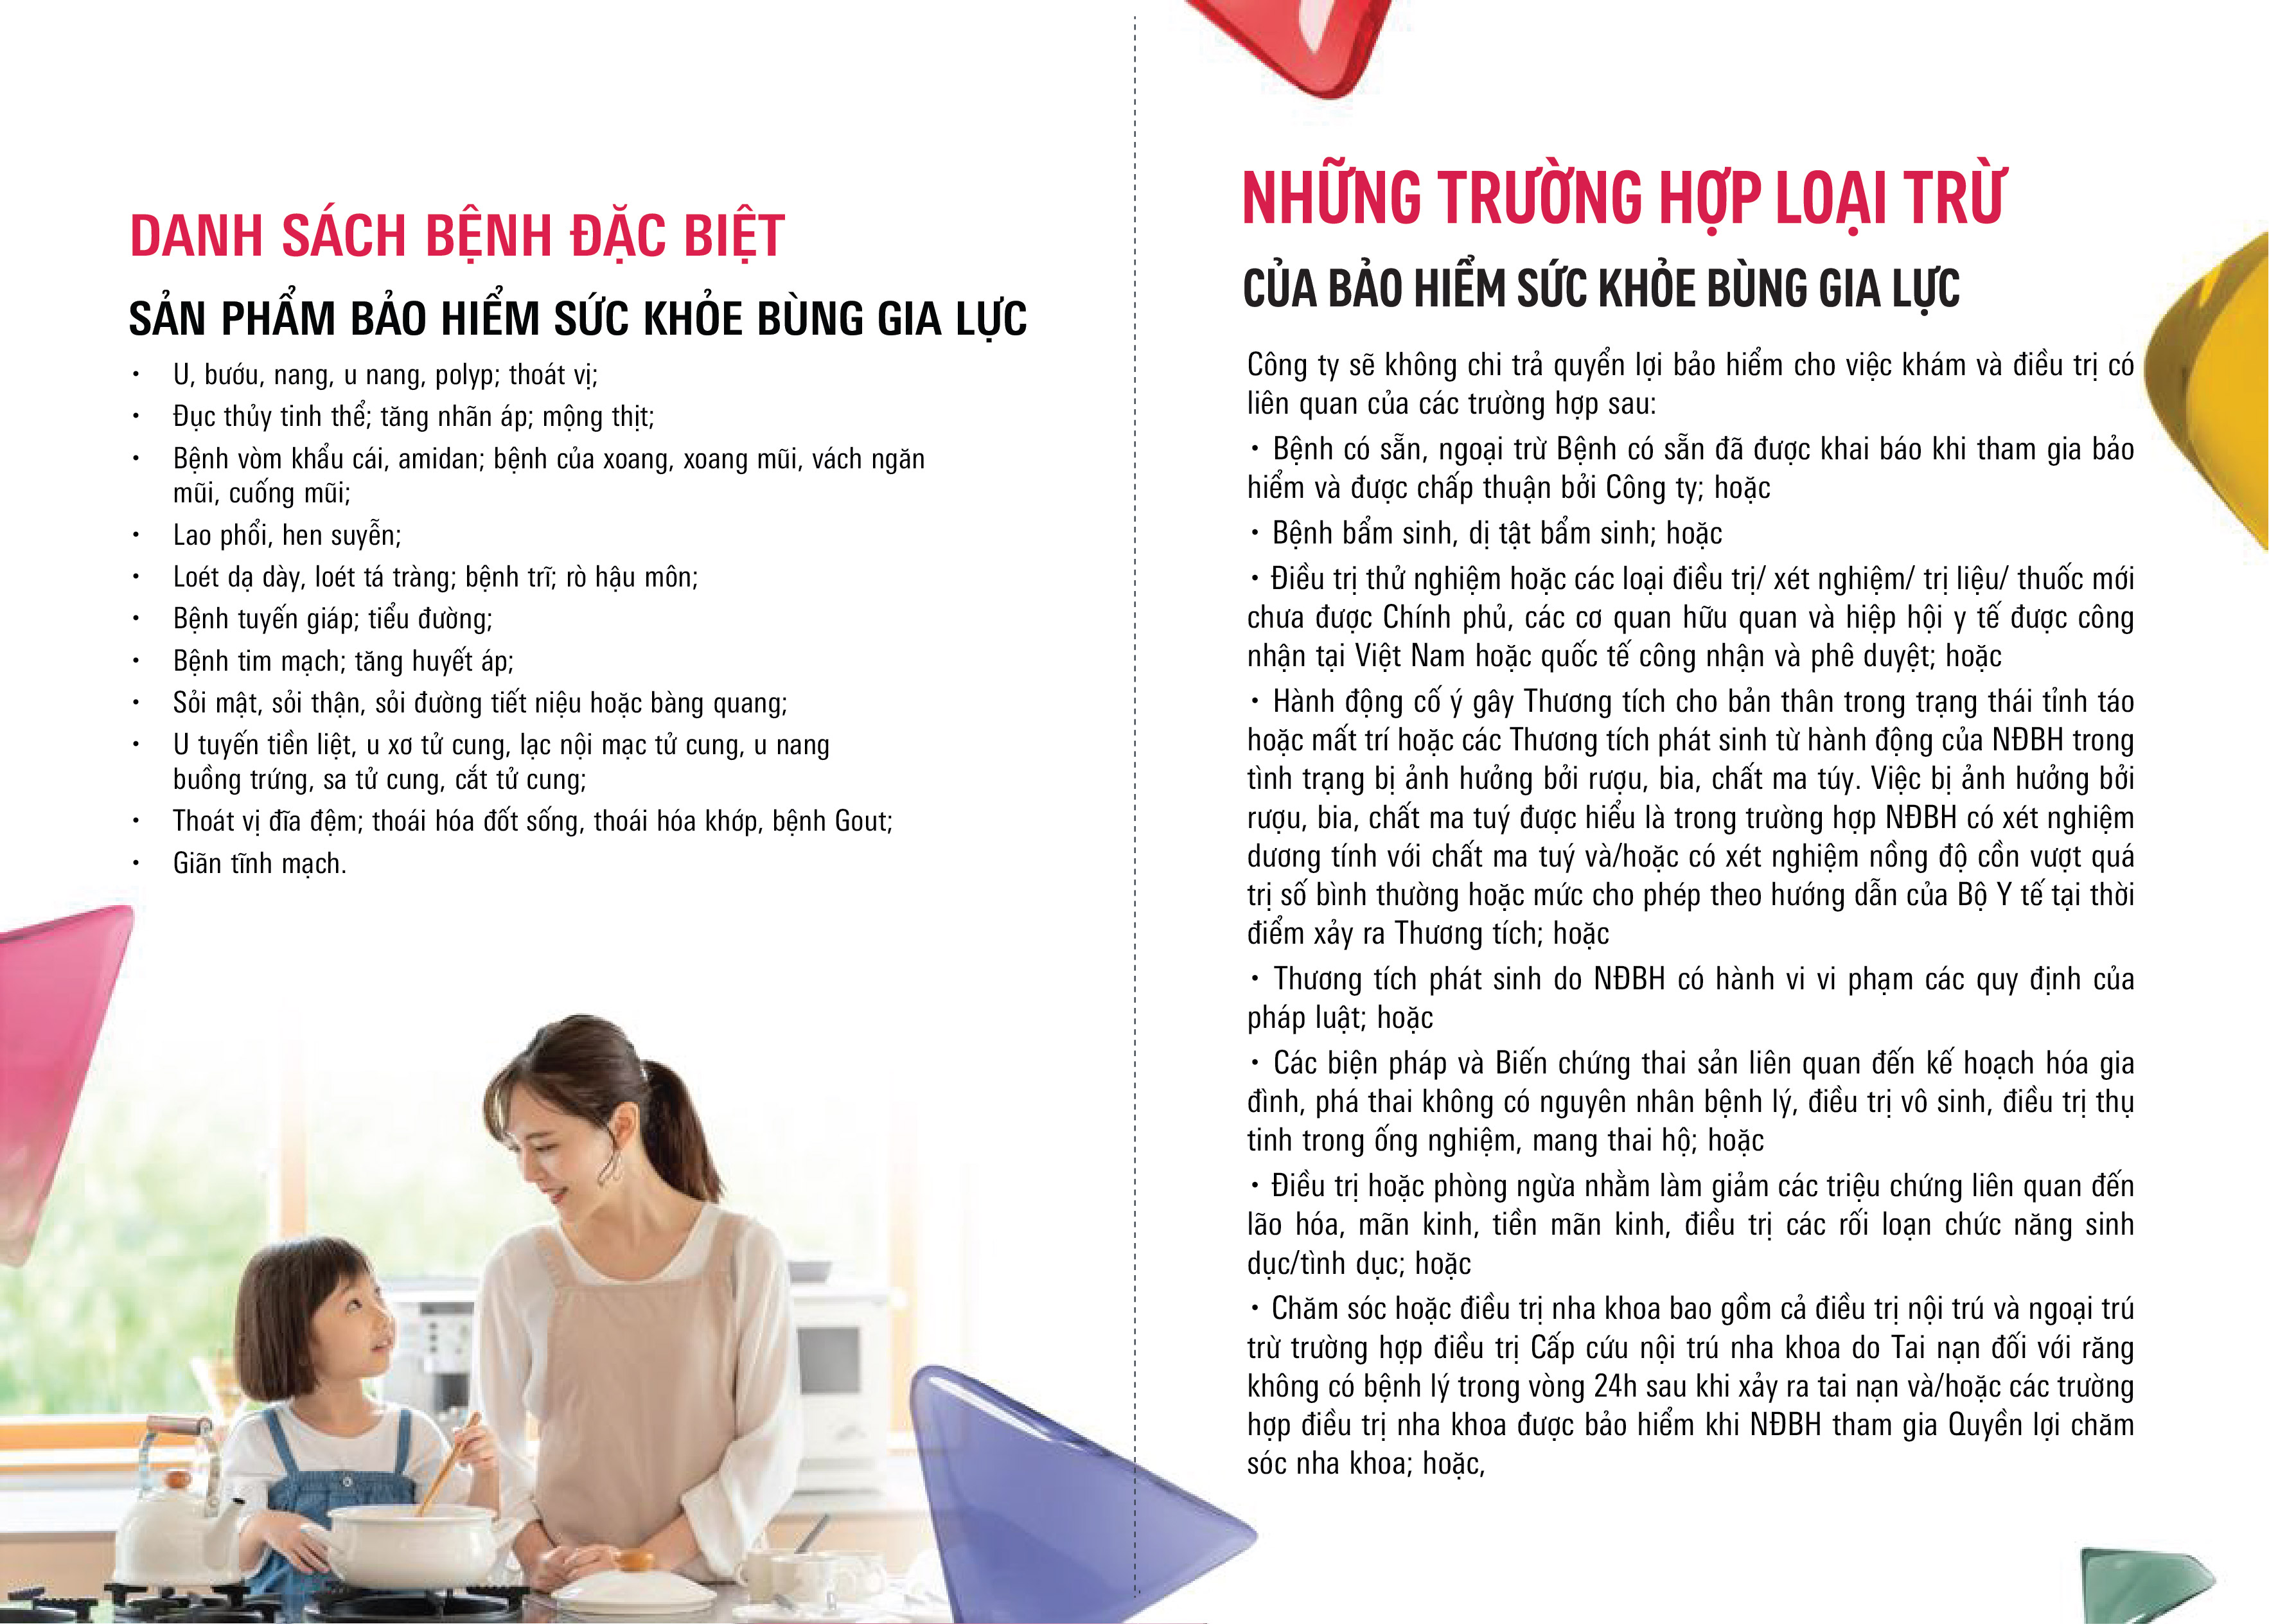 DANH SÁCH BỆNH ĐẶC BIỆT
SẢN PHẨM BẢO HIỂM SỨC KHỎE BÙNG GIA LỰC
• U, bướu, nang, u nang, polyp; thoát vị;
• Đục thủy tinh thể; tăng nhãn áp; mộng thịt;
• Bệnh vòm khẩu cái, amidan; bệnh của xoang, xoang mũi, vách ngăn
mũi, cuống mũi;
• Lao phổi, hen suyễn;
• Loét dạ dày, loét tá tràng; bệnh trĩ; rò hậu môn;
• Bệnh tuyến giáp; tiểu đường;
• Bệnh tim mạch; tăng huyết áp;
• Sỏi mật, sỏi thận, sỏi đường tiết niệu hoặc bàng quang;
• U tuyến tiền liệt, u xơ tử cung, lạc nội mạc tử cung, u nang
buồng trứng, sa tử cung, cắt tử cung;
• Thoát vị đĩa đệm; thoái hóa đốt sống, thoái hóa khớp, bệnh Gout;
• Giãn tĩnh mạch.
NHỮNG TRƯỜNG HỢP LOẠI TRỪ
CỦA BẢO HIỂM SỨC KHỎE BÙNG GIA LỰC
Công ty sẽ không chi trả quyển lợi bảo hiểm cho việc khám và điều trị có
liên quan của các trường hợp sau:
• Bệnh có sẵn, ngoại trừ Bệnh có sẵn đã được khai báo khi tham gia bảo
hiểm và được chấp thuận bởi Công ty; hoặc
• Bệnh bẩm sinh, dị tật bẩm sinh; hoặc
• Điều trị thử nghiệm hoặc các loại điều trị/ xét nghiệm/ trị liệu/ thuốc mới
chưa được Chính phủ, các cơ quan hữu quan và hiệp hội y tế được công
nhận tại Việt Nam hoặc quốc tế công nhận và phê duyệt; hoặc
• Hành động cố ý gây Thương tích cho bản thân trong trạng thái tỉnh táo
hoặc mất trí hoặc các Thương tích phát sinh từ hành động của NĐBH trong
tình trạng bị ảnh hưởng bởi rượu, bia, chất ma túy. Việc bị ảnh hưởng bởi
rượu, bia, chất ma tuý được hiểu là trong trường hợp NĐBH có xét nghiệm
dương tính với chất ma tuý và/hoặc có xét nghiệm nồng độ cồn vượt quá
trị số bình thường hoặc mức cho phép theo hướng dẫn của Bộ Y tế tại thời
điểm xảy ra Thương tích; hoặc
• Thương tích phát sinh do NĐBH có hành vi vi phạm các quy định của
pháp luật; hoặc
• Các biện pháp và Biến chứng thai sản liên quan đến kế hoạch hóa gia
đình, phá thai không có nguyên nhân bệnh lý, điều trị vô sinh, điều trị thụ
tinh trong ống nghiệm, mang thai hộ; hoặc
• Điều trị hoặc phòng ngừa nhằm làm giảm các triệu chứng liên quan đến
lão hóa, mãn kinh, tiền mãn kinh, điều trị các rối loạn chức năng sinh
dục/tình dục; hoặc
• Chăm sóc hoặc điều trị nha khoa bao gồm cả điều trị nội trú và ngoại trú
trừ trường hợp điều trị Cấp cứu nội trú nha khoa do Tai nạn đối với răng
không có bệnh lý trong vòng 24h sau khi xảy ra tai nạn và/hoặc các trường
hợp điều trị nha khoa được bảo hiểm khi NĐBH tham gia Quyền lợi chăm
sóc nha khoa; hoặc,